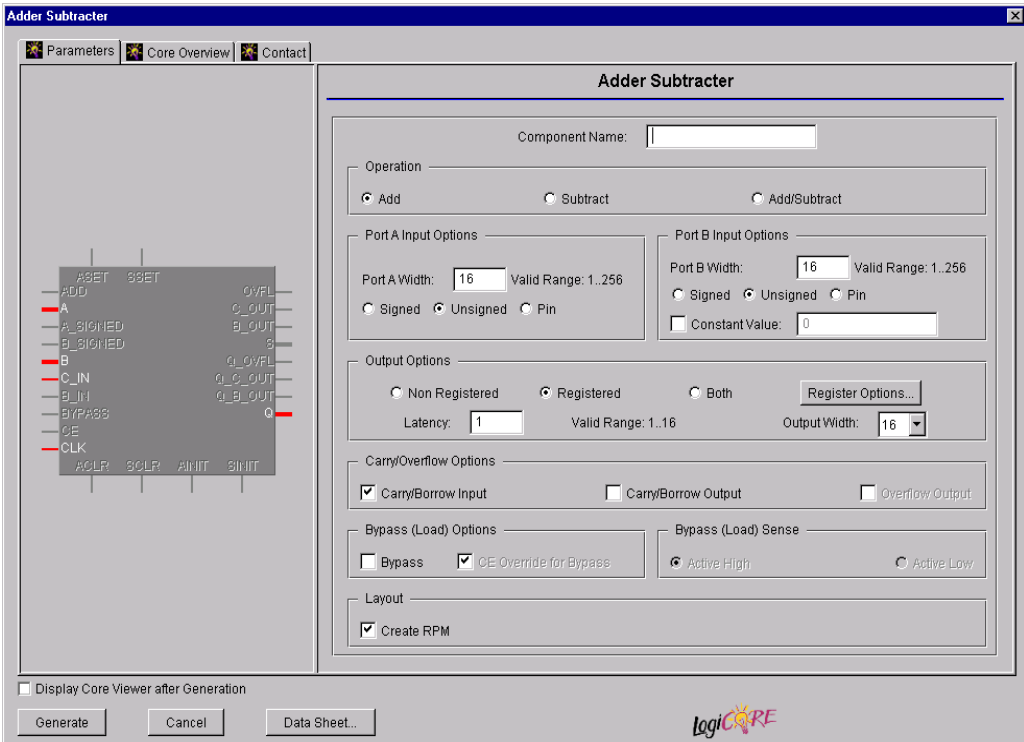 Adder Subtracter
Parameters Core Overview Contact
Adder Subtracter
Component Name:
Operation
Add Subtract Add/Subtract
Port A Input Options
Port A Width: 16 Valid Range: 1..256
Signed Unsigned Pin
Port B Input Options
Port B Width: 16 Valid Range: 1..256
Signed Unsigned Pin
Constant Value: 0
Output Options
Non Registered Registered Both Register Options...
Latency: 1 Valid Range: 1..16 Output Width: 16
Carry/Overflow Options
Carry/Borrow Input Carry/Borrow Output Overflow Output
Bypass (Load) Options
Bypass CE Override for Bypass
Bypass (Load) Sense
Active High Active Low
Layout
Create RPM
ASET SSET
ADD OVFL
A C_OUT
A_SIGNED B_OUT
B_SIGNED S
B Q_OVFL
C_IN Q_C_OUT
B_IN Q_B_OUT
BYPASS Q
CE
CLK
ACLR SCLR AINIT SINIT
Display Core Viewer after Generation
Generate Cancel Data Sheet...
LogiCORE